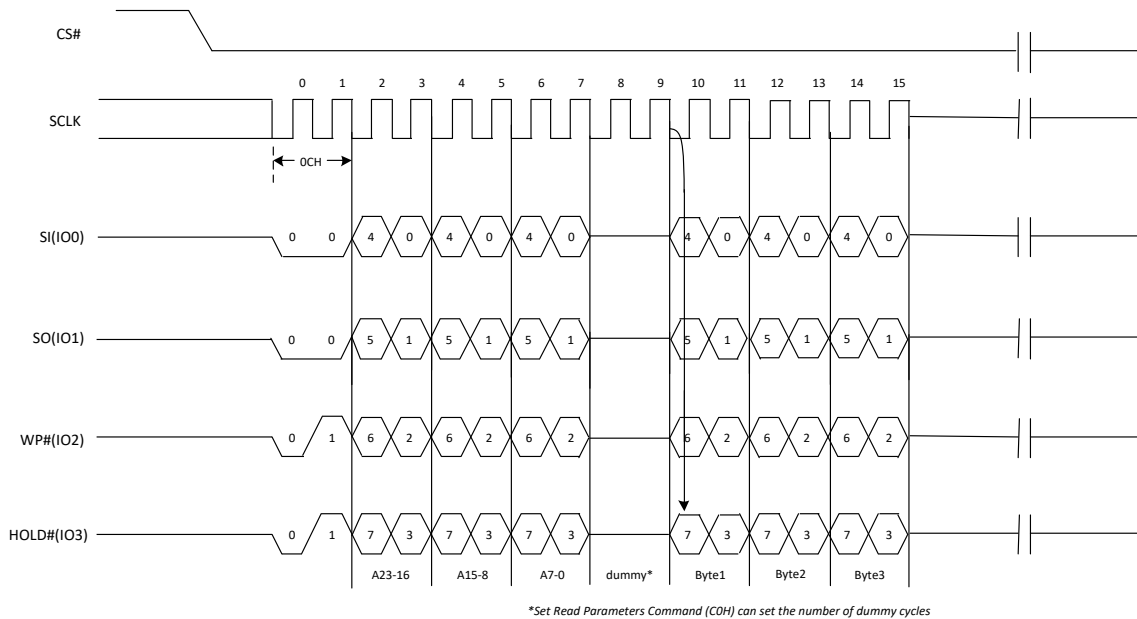 CS#
0 1 2 3 4 5 6 7 8 9 10 11 12 13 14 15
SCLK
0CH
SI(IO0) 0 0 4 0 4 0 4 0 4 0 4 0 4 0
SO(IO1) 0 0 5 1 5 1 5 1 5 1 5 1 5 1
WP#(IO2) 0 1 6 2 6 2 6 2 6 2 6 2 6 2
HOLD#(IO3) 0 1 7 3 7 3 7 3 7 3 7 3 7 3
A23-16 A15-8 A7-0 dummy* Byte1 Byte2 Byte3
*Set Read Parameters Command (C0H) can set the number of dummy cycles